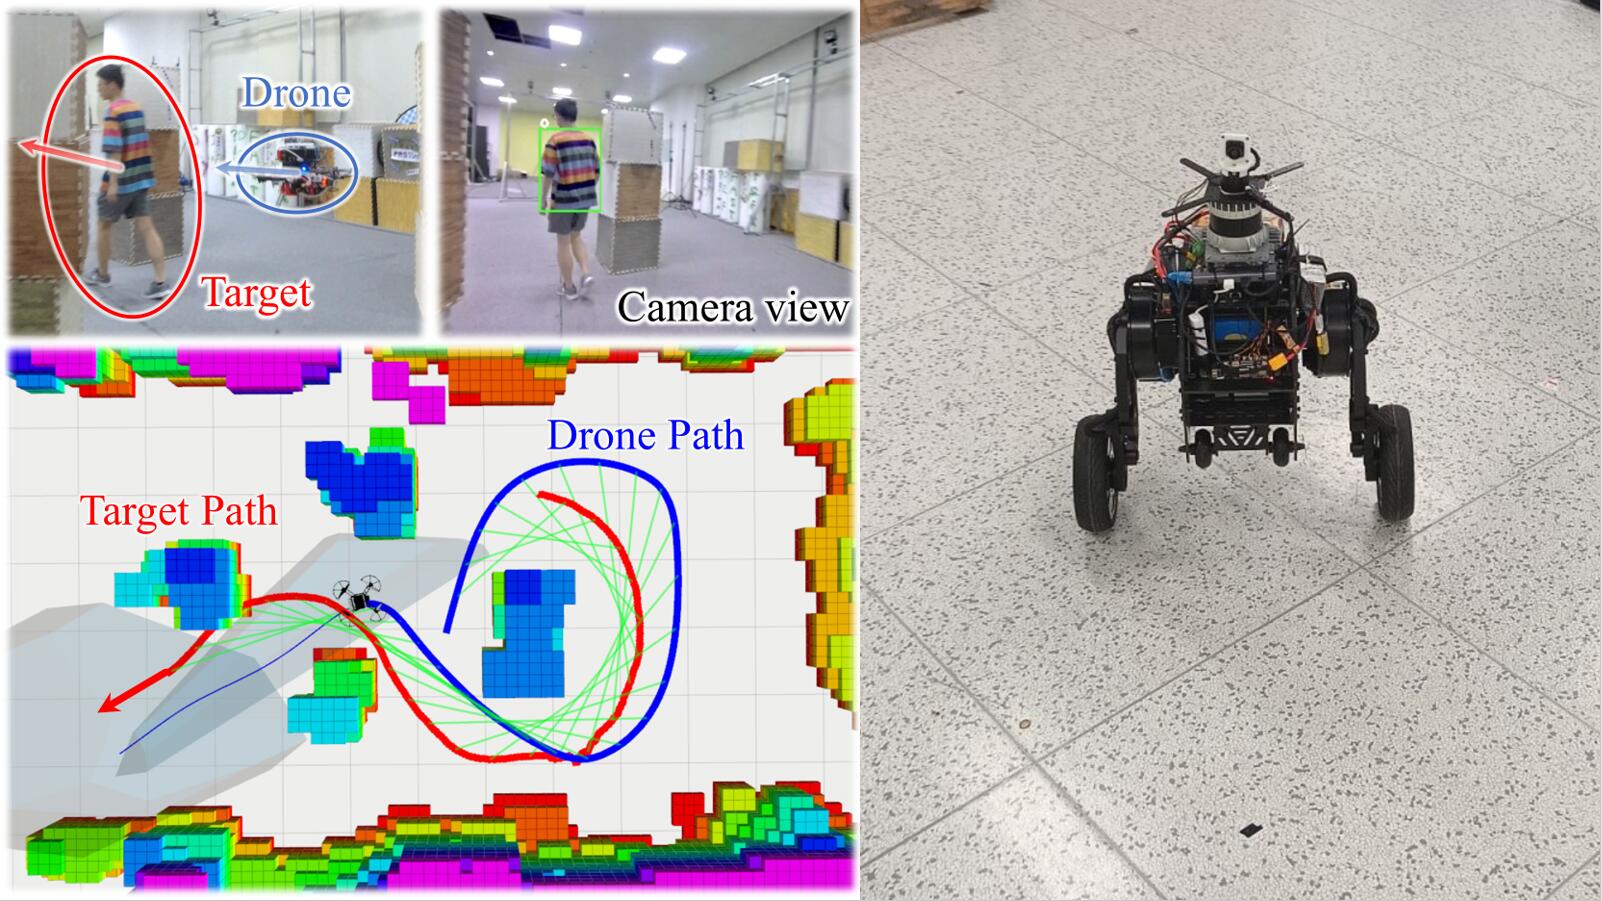 Drone
Target
Camera view
Drone Path
Target Path